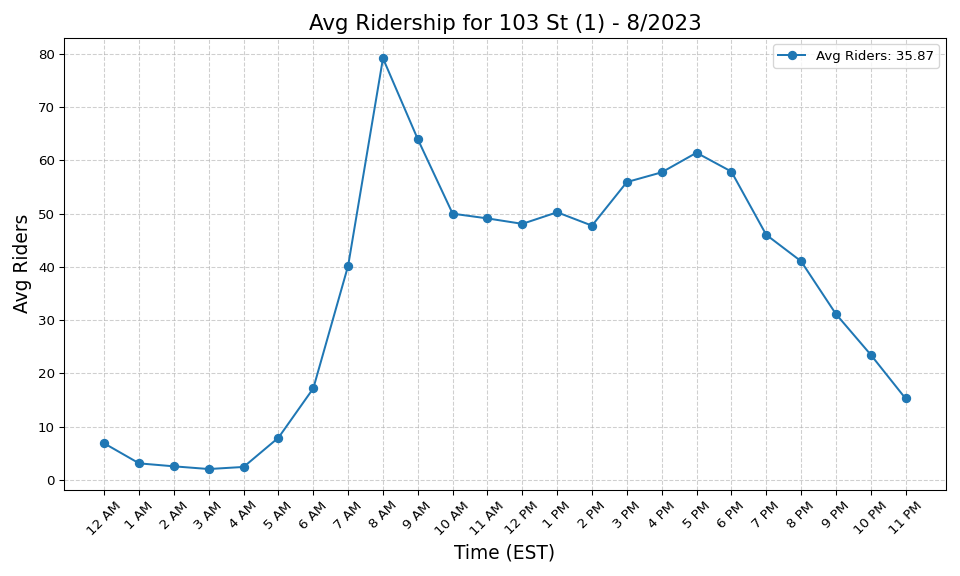 Avg Ridership for 103 St (1) - 8/2023
Avg Riders: 35.87
80
70
60
50
40
30
20
10
0
Avg Riders
12 AM
1 AM
2 AM
3 AM
4 AM
5 AM
6 AM
7 AM
8 AM
9 AM
10 AM
11 AM
12 PM
1 PM
2 PM
3 PM
4 PM
5 PM
6 PM
7 PM
8 PM
9 PM
10 PM
11 PM
Time (EST)